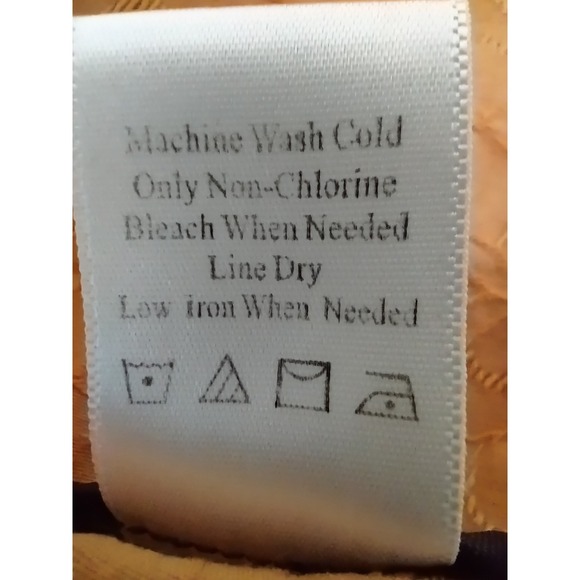 Machine Wash Cold
Only Non-Chlorine
Bleach When Needed
Line Dry
Low iron When Needed